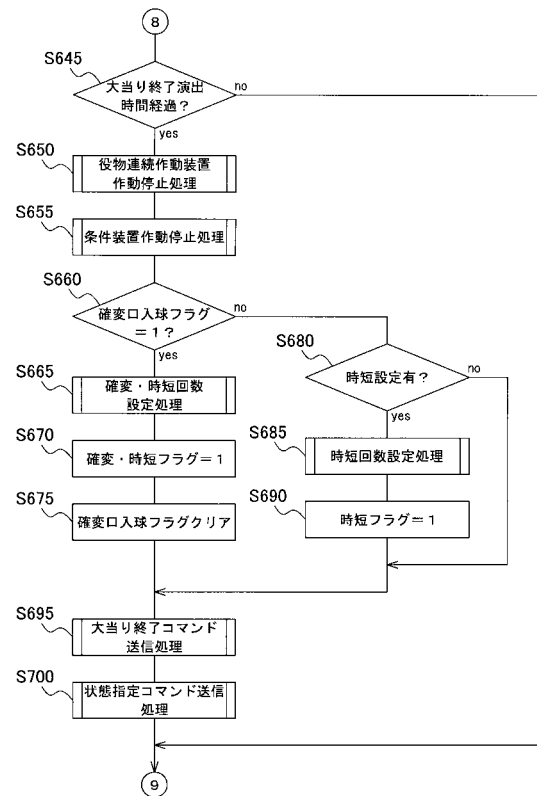 8
S645
大当り終了演出
時間経過？
no
yes
S650
役物連続作動装置
作動停止処理
S655
条件装置作動停止処理
S660
確変口入球フラグ
＝１？
no
yes
S665
確変・時短回数
設定処理
S670
確変・時短フラグ＝１
S675
確変口入球フラグクリア
S680
時短設定有？
no
yes
S685
時短回数設定処理
S690
時短フラグ＝１
S695
大当り終了コマンド
送信処理
S700
状態指定コマンド送信
処理
9